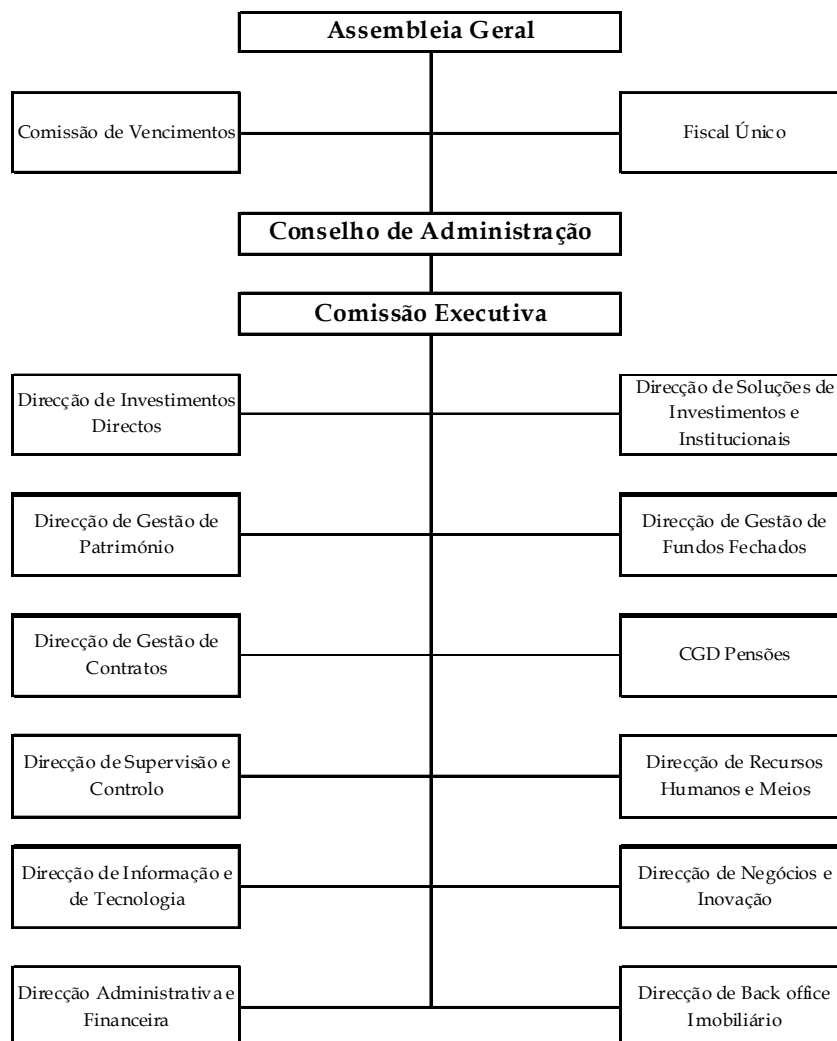 Assembleia Geral
Comissão de Vencimentos
Fiscal Único
Conselho de Administração
Comissão Executiva
Direcção de Investimentos
Directos
Direcção de Soluções de
Investimentos e
Institucionais
Direcção de Gestão de
Património
Direcção de Gestão de
Fundos Fechados
Direcção de Gestão de
Contratos
CGD Pensões
Direcção de Supervisão e
Controlo
Direcção de Recursos
Humanos e Meios
Direcção de Informação e
de Tecnologia
Direcção de Negócios e
Inovação
Direcção Administrativa e
Financeira
Direcção de Back office
Imobiliário